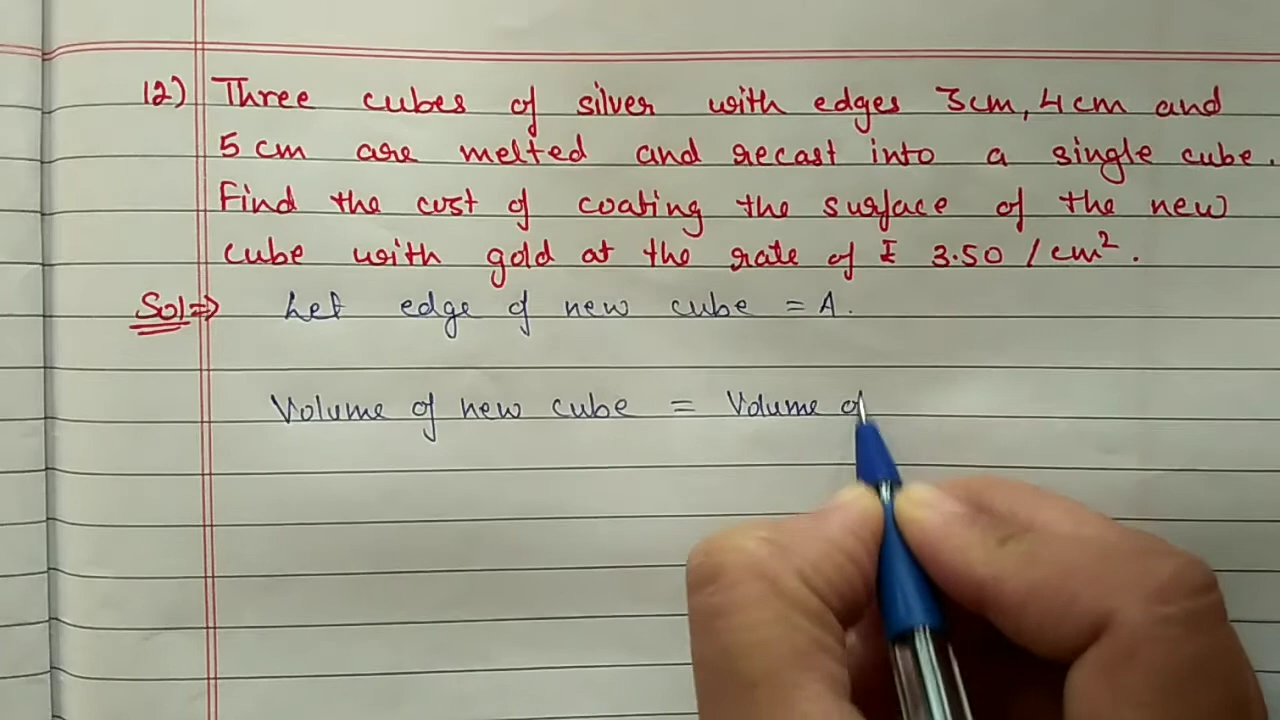 12) Three cubes of silver with edges 3cm, 4cm and
5 cm are melted and recast into a single cube.
Find the cost of coating the surface of the new
cube with gold at the rate of ₹ 3.50 / cm².
Sol ⇒ Let edge of new cube = A.
Volume of new cube = Volume of